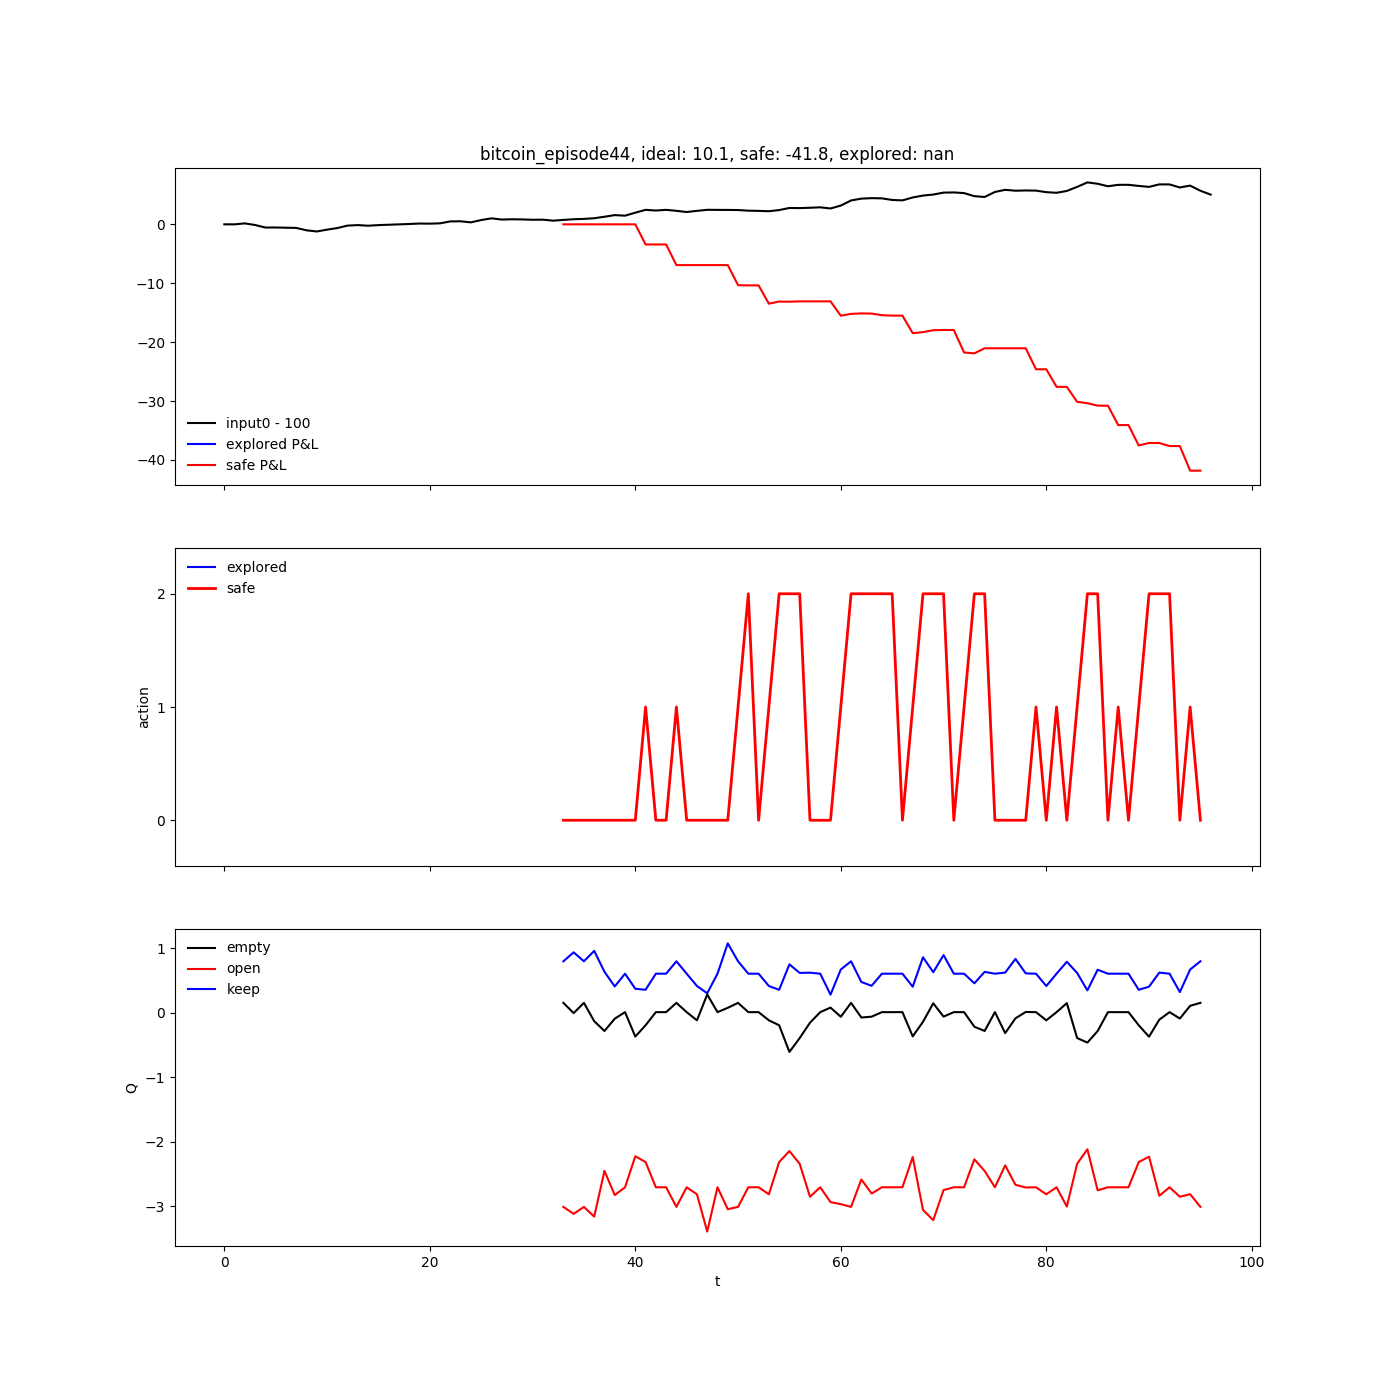 bitcoin_episode44, ideal: 10.1, safe: -41.8, explored: nan
0
−10
−20
−30
−40
input0 - 100
explored P&L
safe P&L
explored
safe
2
1
0
action
empty
open
keep
1
0
−1
−2
−3
Q
0 20 40 60 80 100
t